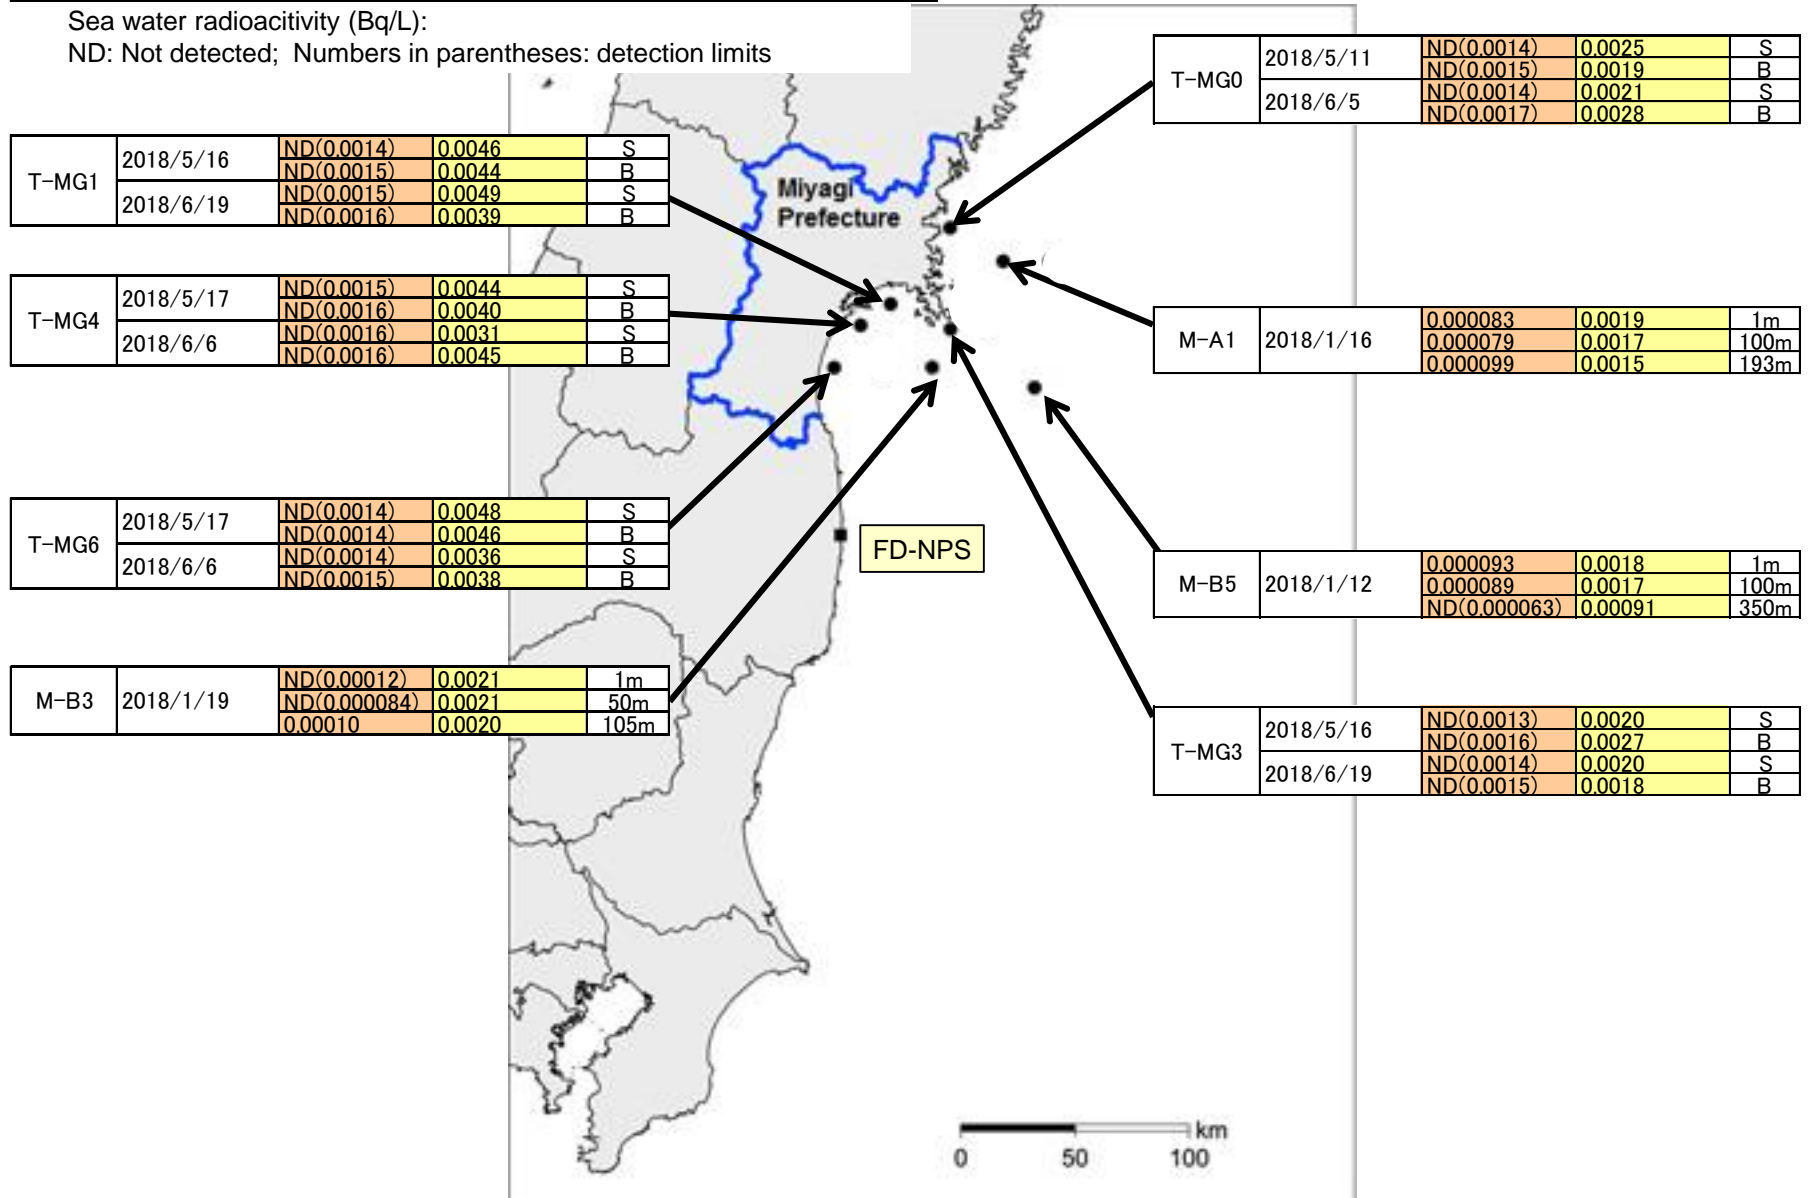 Sea water radioacitivity (Bq/L):
ND: Not detected; Numbers in parentheses: detection limits
T-MG0
2018/5/11 ND(0.0014) 0.0025 S
ND(0.0015) 0.0019 B
2018/6/5 ND(0.0014) 0.0021 S
ND(0.0017) 0.0028 B
T-MG1
2018/5/16 ND(0.0014) 0.0046 S
ND(0.0015) 0.0044 B
2018/6/19 ND(0.0015) 0.0049 S
ND(0.0016) 0.0039 B
Miyagi
Prefecture
T-MG4
2018/5/17 ND(0.0015) 0.0044 S
ND(0.0016) 0.0040 B
2018/6/6 ND(0.0016) 0.0031 S
ND(0.0016) 0.0045 B
M-A1 2018/1/16
0.000083 0.0019 1m
0.000079 0.0017 100m
0.000099 0.0015 193m
T-MG6
2018/5/17 ND(0.0014) 0.0048 S
ND(0.0014) 0.0046 B
2018/6/6 ND(0.0014) 0.0036 S
ND(0.0015) 0.0038 B
FD-NPS
M-B5 2018/1/12
0.000093 0.0018 1m
0.000089 0.0017 100m
ND(0.000063) 0.00091 350m
M-B3 2018/1/19
ND(0.00012) 0.0021 1m
ND(0.000084) 0.0021 50m
0.00010 0.0020 105m
T-MG3
2018/5/16 ND(0.0013) 0.0020 S
ND(0.0016) 0.0027 B
2018/6/19 ND(0.0014) 0.0020 S
ND(0.0015) 0.0018 B
km
0 50 100